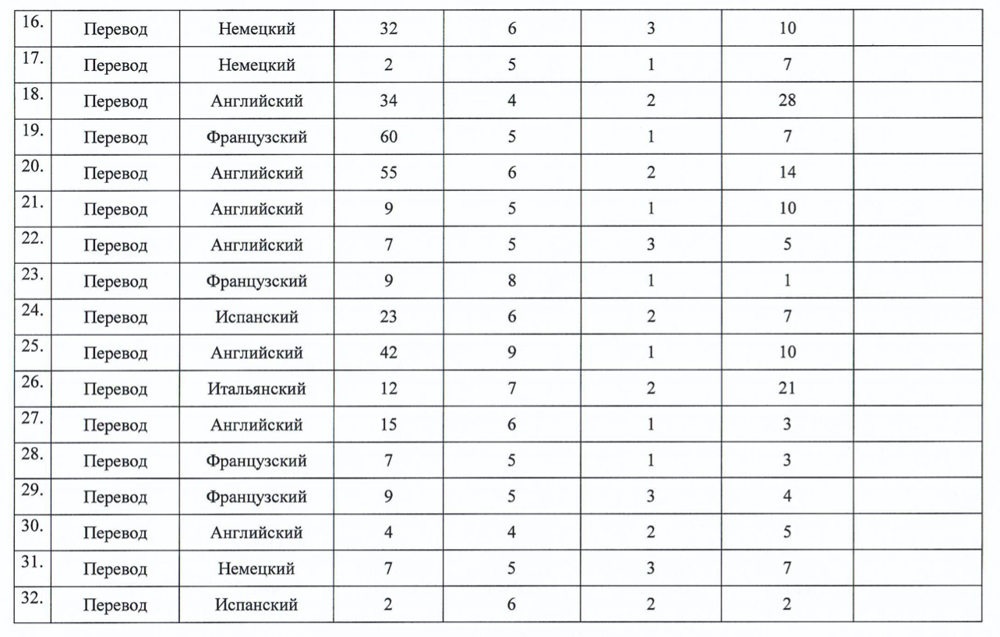 16. Перевод Немецкий 32 6 3 10
17. Перевод Немецкий 2 5 1 7
18. Перевод Английский 34 4 2 28
19. Перевод Французский 60 5 1 7
20. Перевод Английский 55 6 2 14
21. Перевод Английский 9 5 1 10
22. Перевод Английский 7 5 3 5
23. Перевод Французский 9 8 1 1
24. Перевод Испанский 23 6 2 7
25. Перевод Английский 42 9 1 10
26. Перевод Итальянский 12 7 2 21
27. Перевод Английский 15 6 1 3
28. Перевод Французский 7 5 1 3
29. Перевод Французский 9 5 3 4
30. Перевод Английский 4 4 2 5
31. Перевод Немецкий 7 5 3 7
32. Перевод Испанский 2 6 2 2